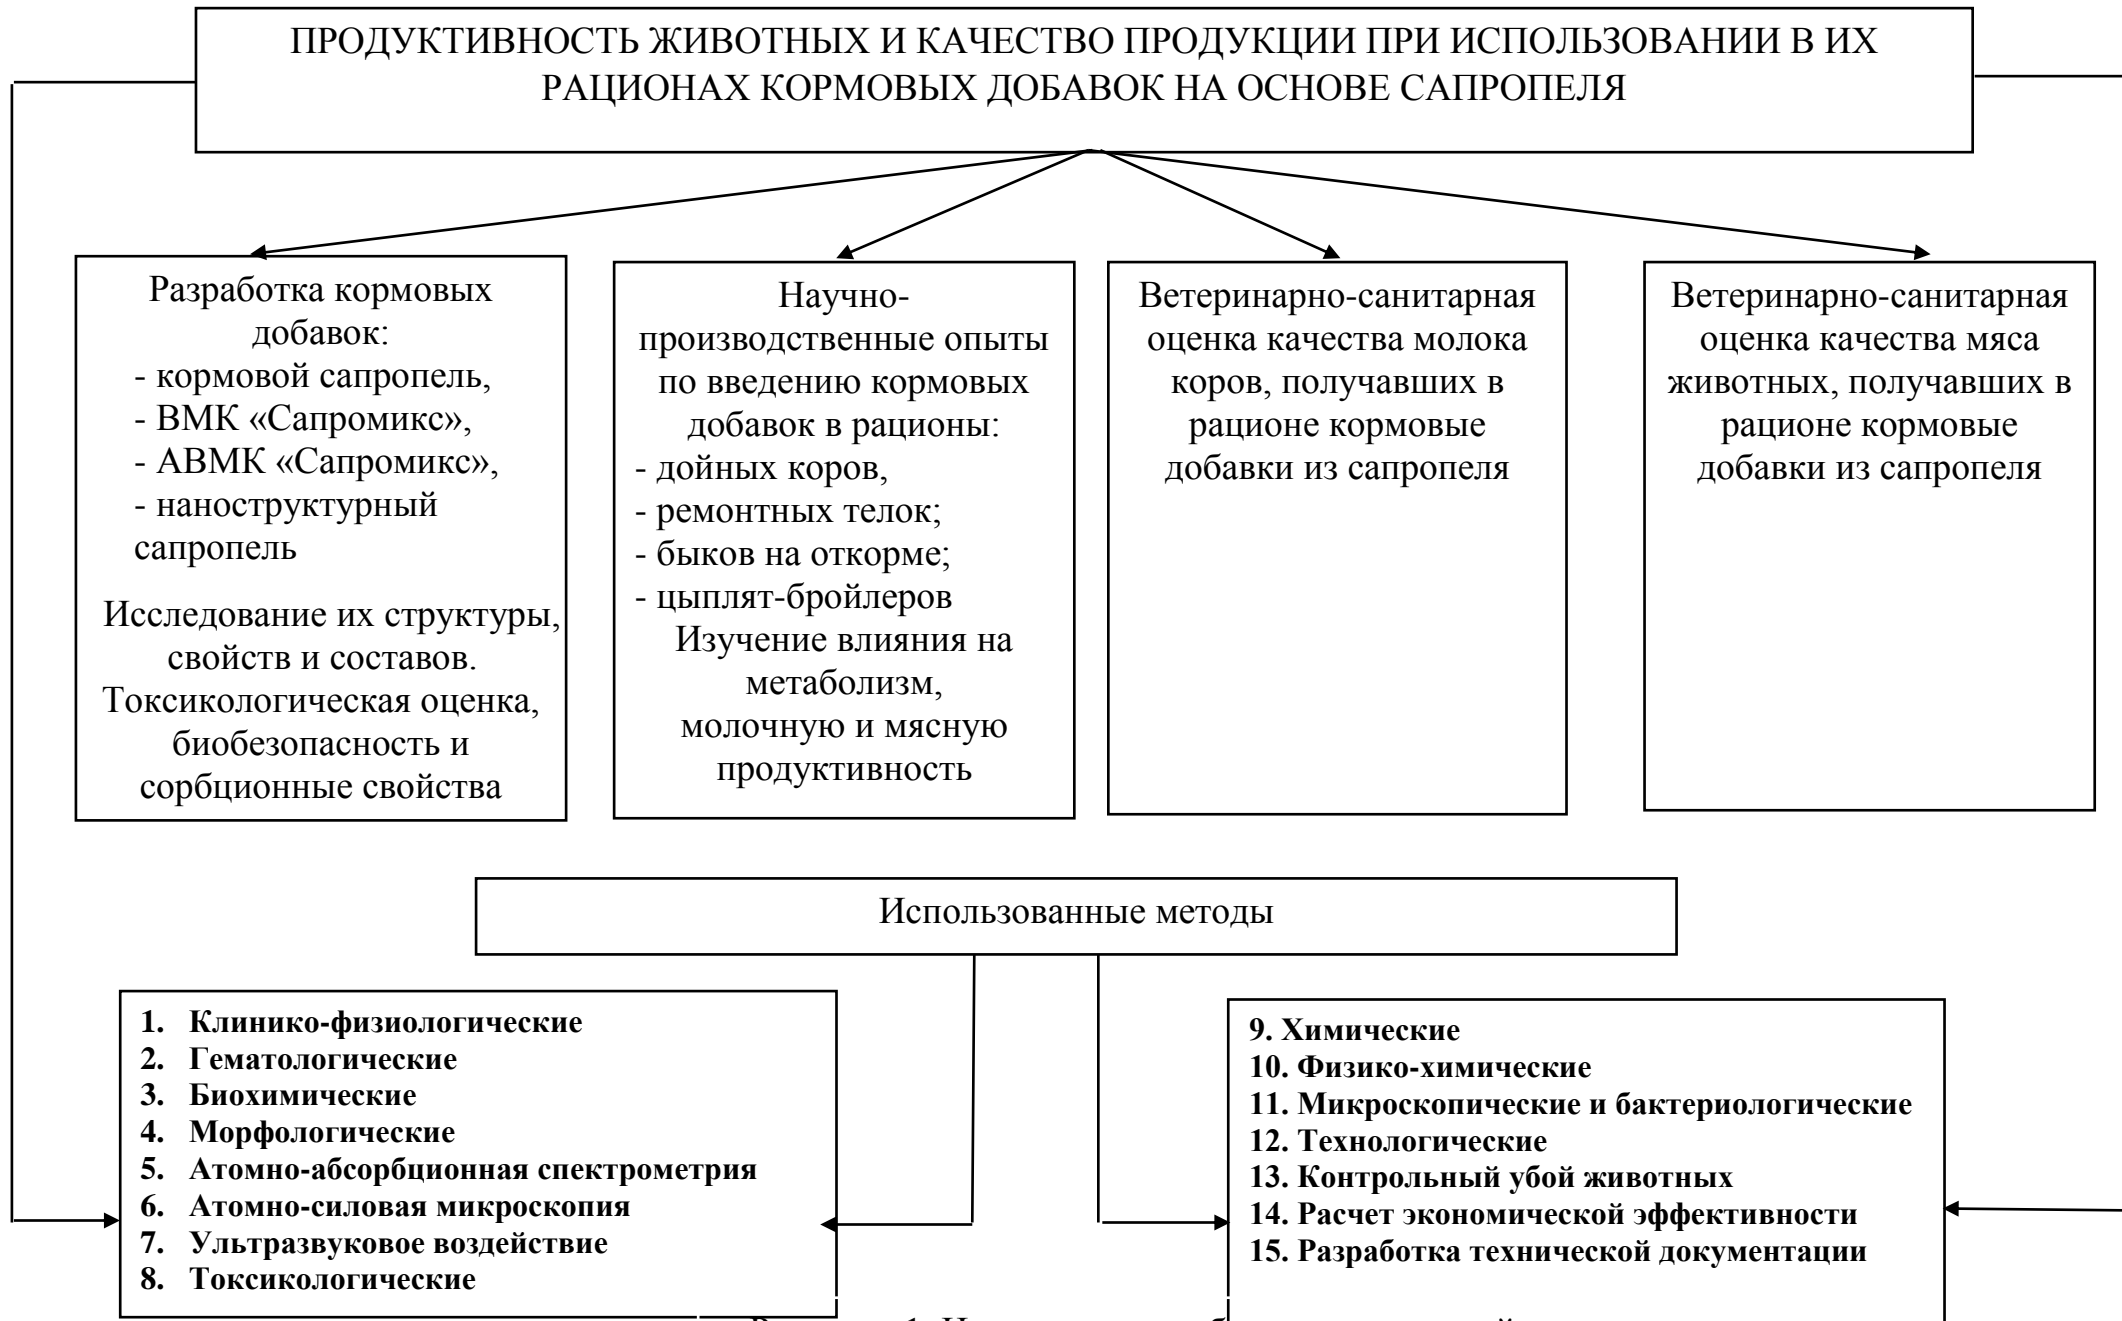 ПРОДУКТИВНОСТЬ ЖИВОТНЫХ И КАЧЕСТВО ПРОДУКЦИИ ПРИ ИСПОЛЬЗОВАНИИ В ИХ
РАЦИОНАХ КОРМОВЫХ ДОБАВОК НА ОСНОВЕ САПРОПЕЛЯ
Разработка кормовых
добавок:
- кормовой сапропель,
- ВМК «Сапромикс»,
- АВМК «Сапромикс»,
- наноструктурный
сапропель
Исследование их структуры,
свойств и составов.
Токсикологическая оценка,
биобезопасность и
сорбционные свойства
Научно-
производственные опыты
по введению кормовых
добавок в рационы:
- дойных коров,
- ремонтных телок;
- быков на откорме;
- цыплят-бройлеров
Изучение влияния на
метаболизм,
молочную и мясную
продуктивность
Ветеринарно-санитарная
оценка качества молока
коров, получавших в
рационе кормовые
добавки из сапропеля
Ветеринарно-санитарная
оценка качества мяса
животных, получавших в
рационе кормовые
добавки из сапропеля
Использованные методы
1. Клинико-физиологические
2. Гематологические
3. Биохимические
4. Морфологические
5. Атомно-абсорбционная спектрометрия
6. Атомно-силовая микроскопия
7. Ультразвуковое воздействие
8. Токсикологические
9. Химические
10. Физико-химические
11. Микроскопические и бактериологические
12. Технологические
13. Контрольный убой животных
14. Расчет экономической эффективности
15. Разработка технической документации